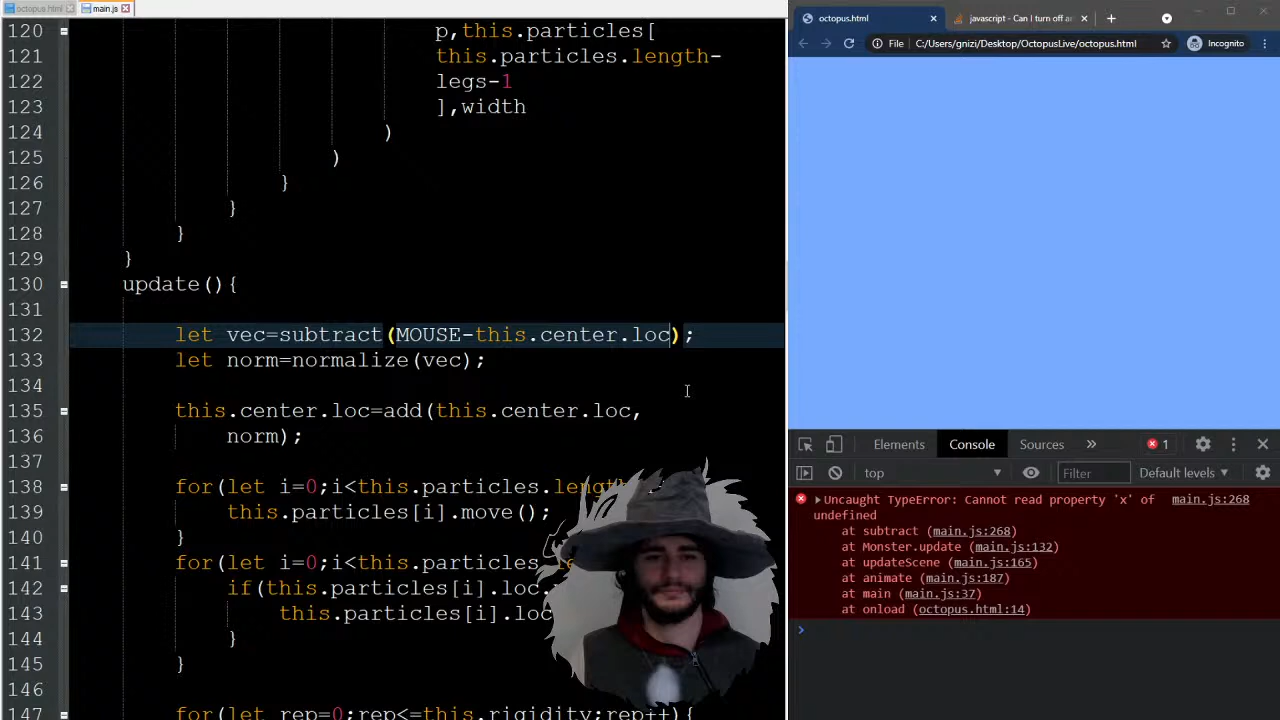 octopus.html
main.js
120 p,this.particles[
121 this.particles.length-
122 legs-1
123 ],width
124 )
125 )
126 }
127 }
128 }
129 }
130 update(){
131
132 let vec=subtract(MOUSE-this.center.loc);
133 let norm=normalize(vec);
134
135 this.center.loc=add(this.center.loc,
136 norm);
137
138 for(let i=0;i<this.particles.length
139 this.particles[i].move();
140 }
141 for(let i=0;i<this.particles.
142 if(this.particles[i].loc.
143 this.particles[i].loc
144 }
145 }
146
147 for(let rep=0;rep<=this.rigidity;rep++){
octopus.html
javascript - Can I turn off an
File C:/Users/gnizi/Desktop/OctopusLive/octopus.html
Incognito
Elements Console Sources 1
top Filter Default levels
Uncaught TypeError: Cannot read property 'x' of main.js:268
undefined
at subtract (main.js:268)
at Monster.update (main.js:132)
at updateScene (main.js:165)
at animate (main.js:187)
at main (main.js:37)
at onload (octopus.html:14)